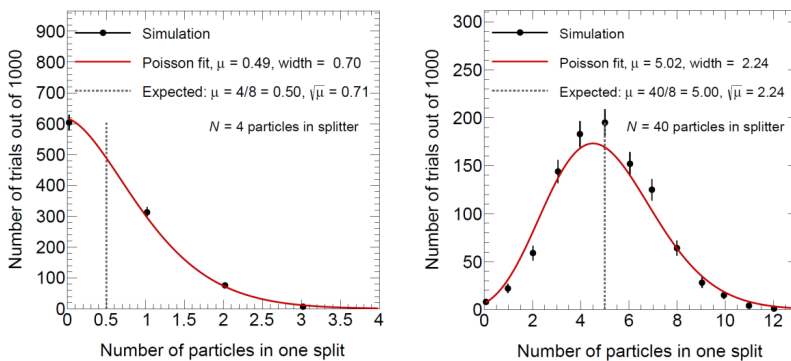 900
800
700
600
500
400
300
200
100
0
Number of trials out of 1000
Simulation
Poisson fit, μ = 0.49, width = 0.70
Expected: μ = 4/8 = 0.50, √μ = 0.71
N = 4 particles in splitter
0 0.5 1 1.5 2 2.5 3 3.5 4
Number of particles in one split
300
250
200
150
100
50
0
Number of trials out of 1000
Simulation
Poisson fit, μ = 5.02, width = 2.24
Expected: μ = 40/8 = 5.00, √μ = 2.24
N = 40 particles in splitter
0 2 4 6 8 10 12
Number of particles in one split